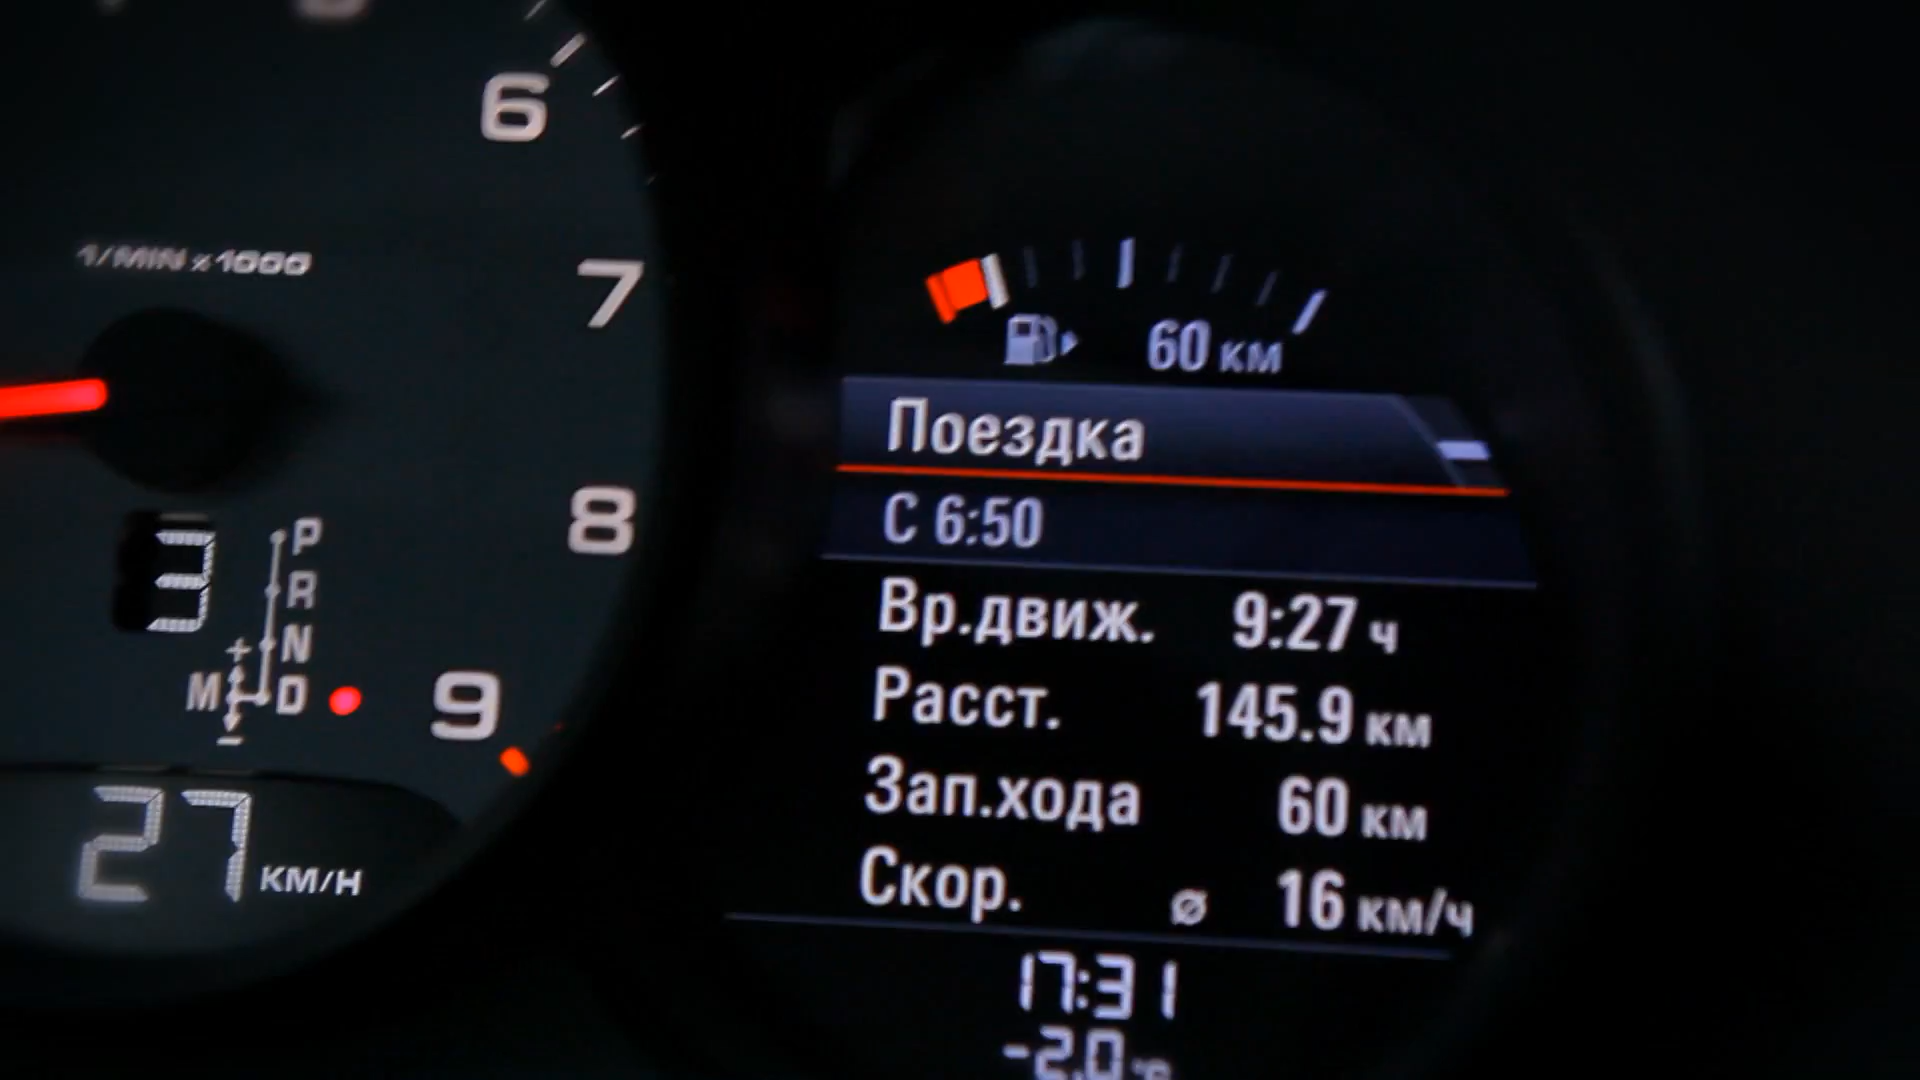 6
1/MIN x 1000
7
8
3
P
R
+ N
M D
−
9
27 KM/H
60 км
Поездка
С 6:50
Вр.движ. 9:27 ч
Расст. 145.9 км
Зап.хода 60 км
Скор. ø 16 км/ч
17:31
-2.0